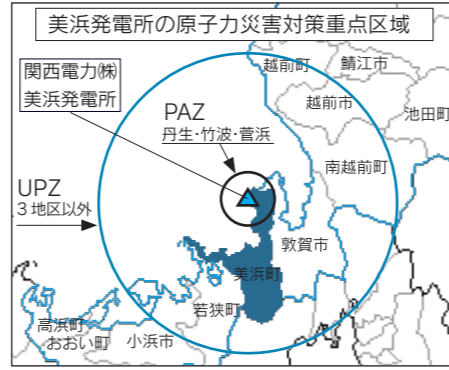 美浜発電所の原子力災害対策重点区域
関西電力㈱
美浜発電所
越前町
鯖江市
越前市
池田町
PAZ
丹生・竹波・菅浜
南越前町
UPZ
3地区以外
敦賀市
美浜町
若狭町
高浜町
おおい町
小浜市